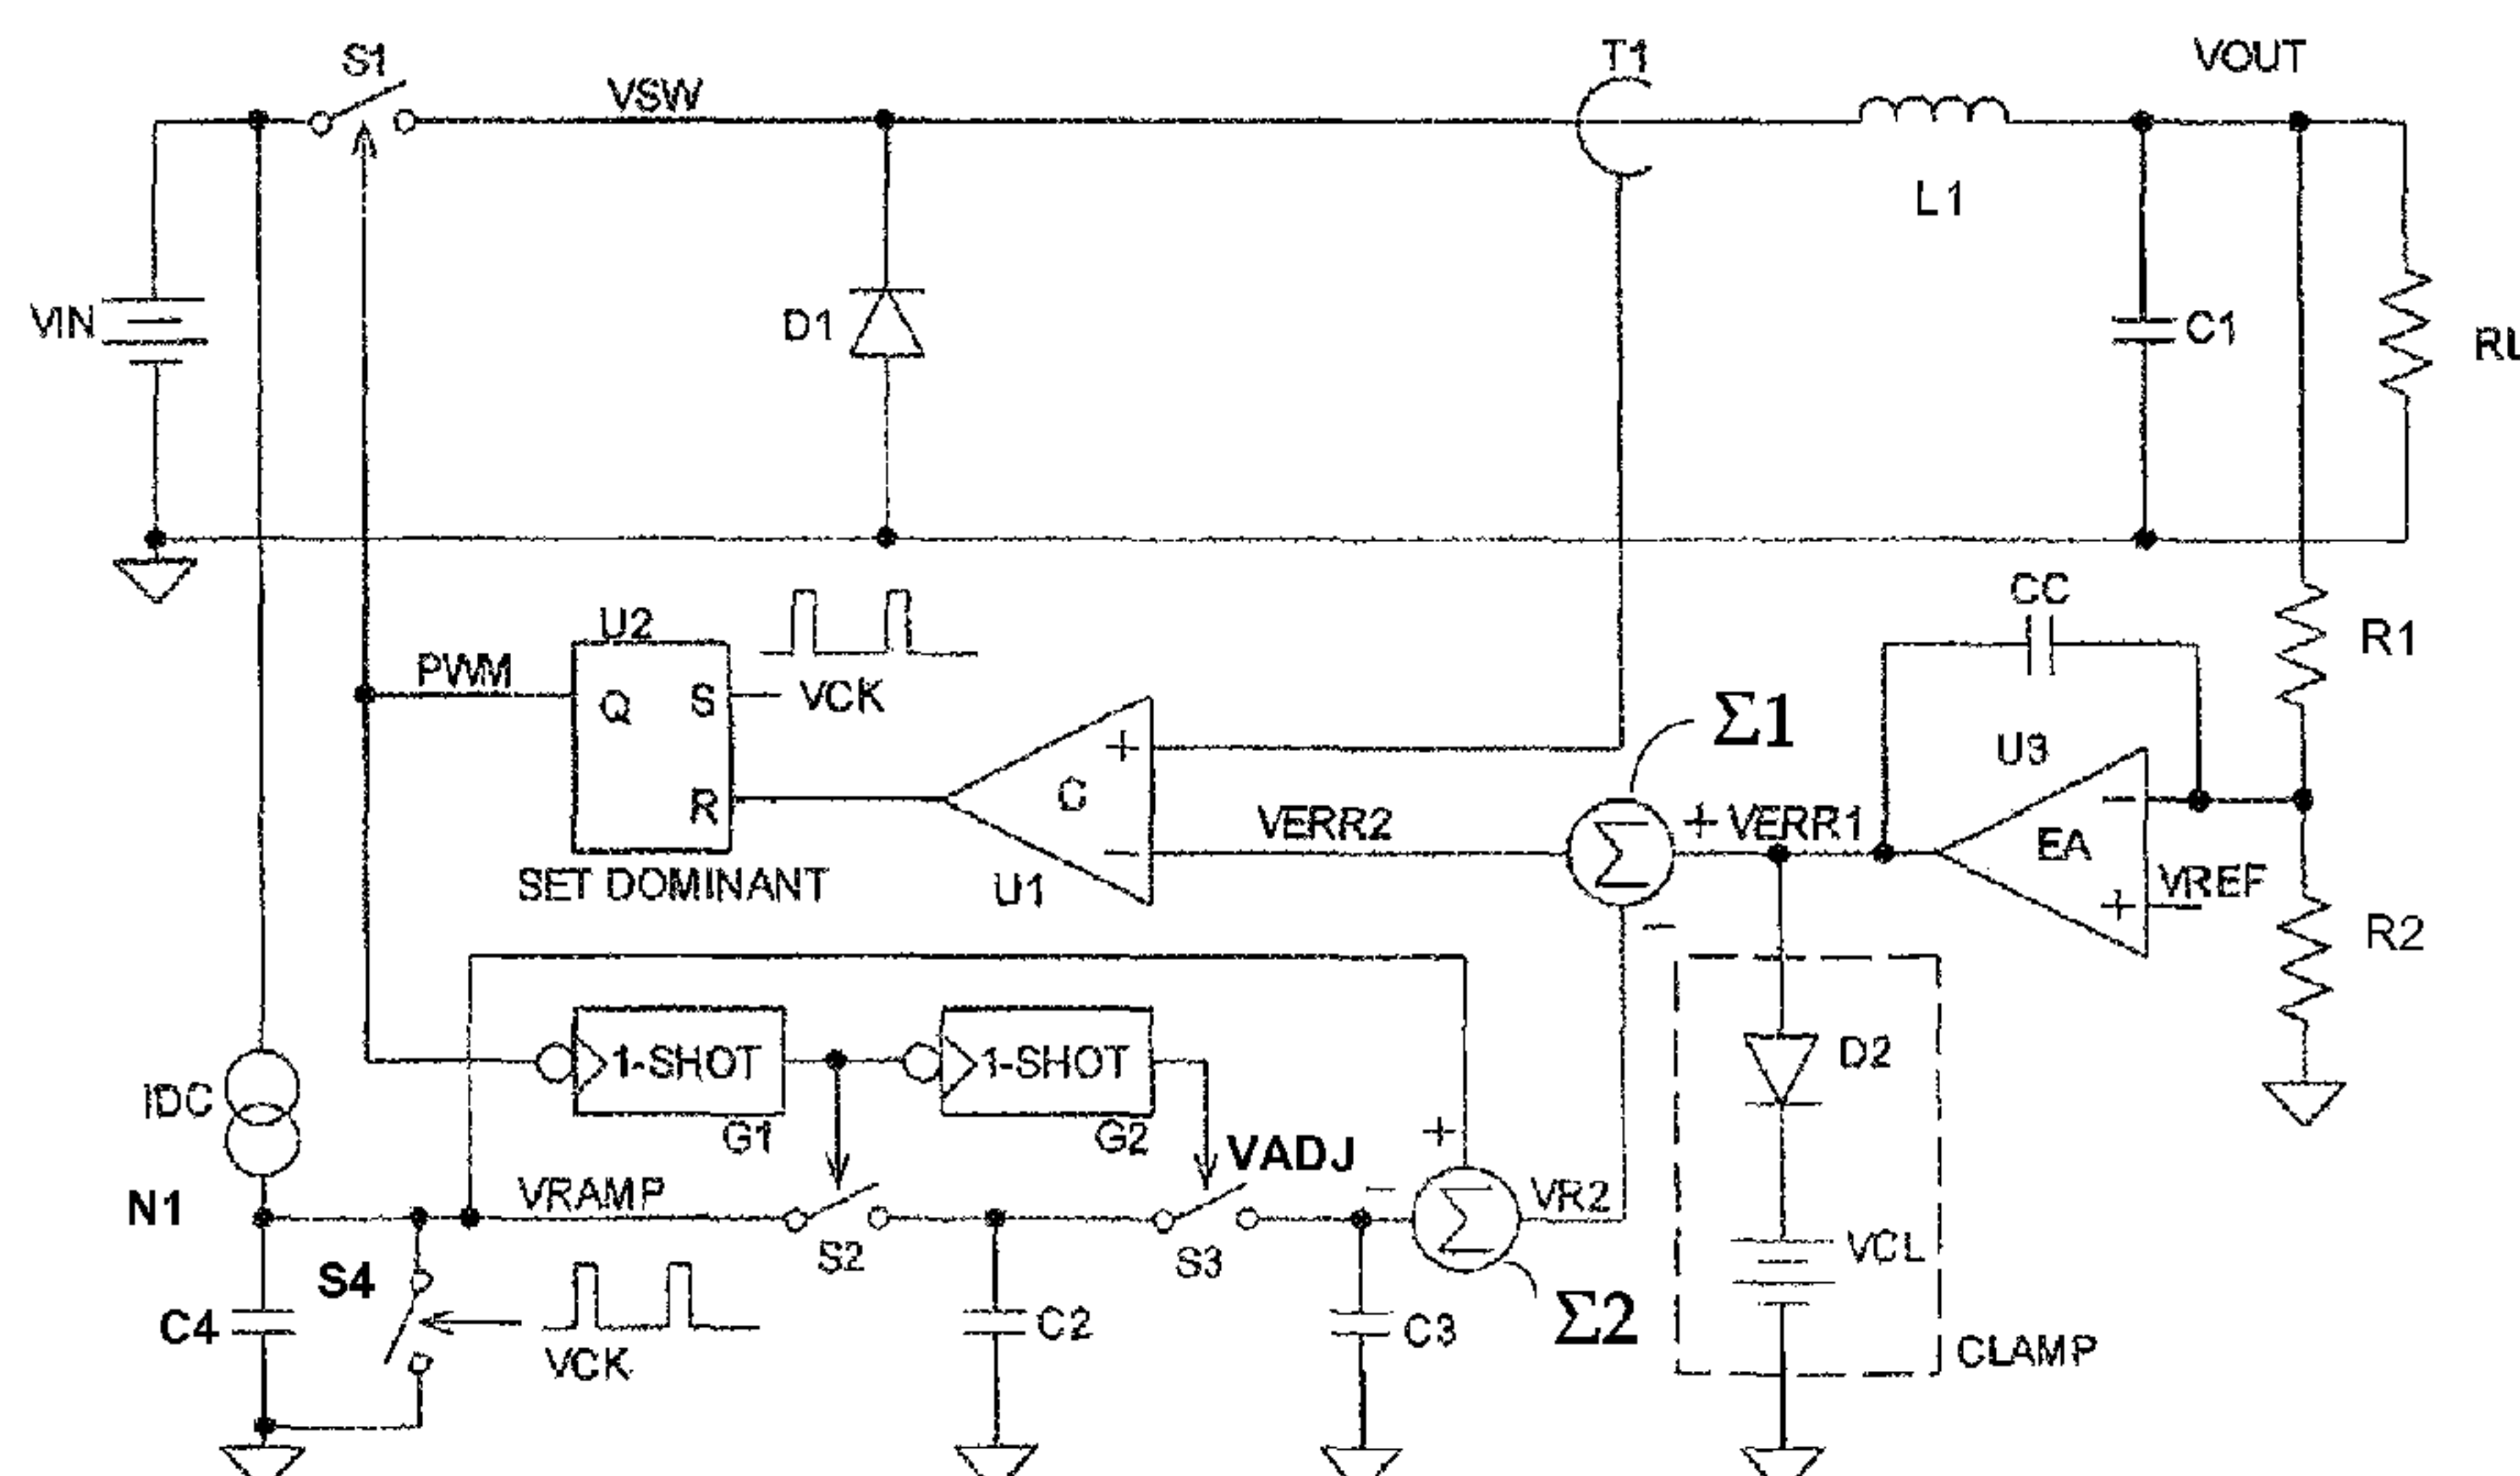 S1
VSW
T1
VOUT
L1
VIN
D1
C1
RL
U2
PWM
Q
S
VCK
R
SET DOMINANT
+
C
−
U1
VERR2
Σ1
Σ
+
VERR1
−
CC
U3
−
EA
VREF
+
R1
R2
1-SHOT
G1
1-SHOT
G2
IDC
N1
VRAMP
S2
S3
VADJ
+
−
Σ
VR2
Σ2
D2
VCL
CLAMP
S4
C4
VCK
C2
C3